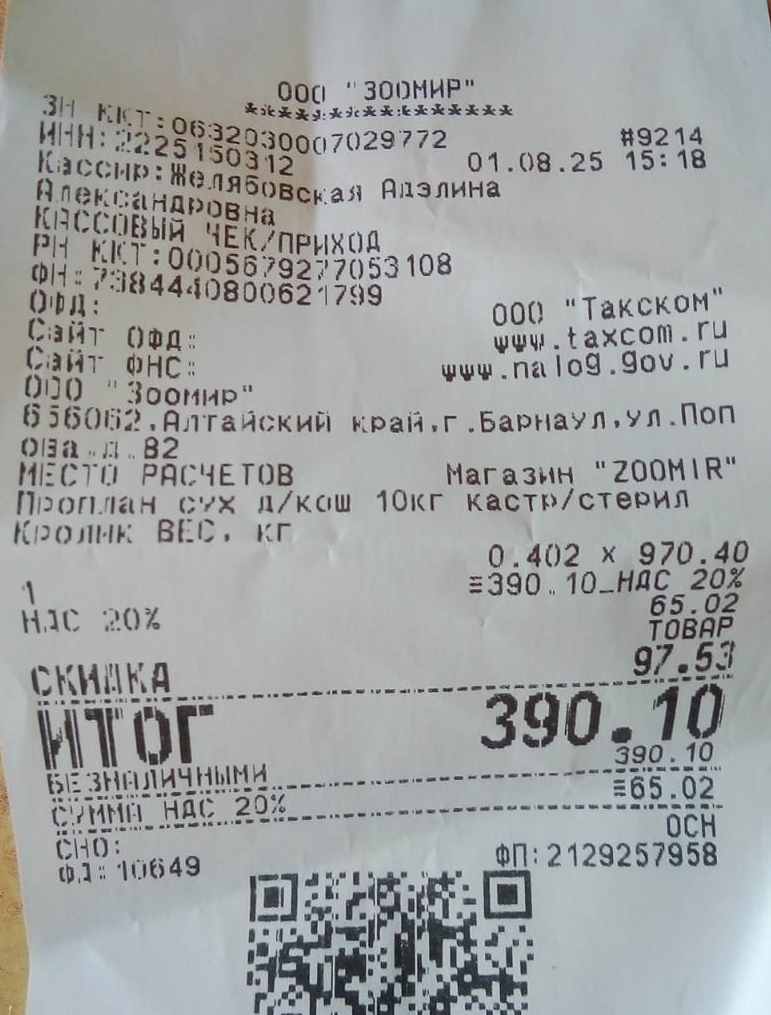 ООО "ЗООМИР"
********************
ЗН ККТ:06320300070297​72 #9214
ИНН:2225150312 01.08.25 15:18
Кассир:Желябовская Адэлина
Александровна
КАССОВЫЙ ЧЕК/ПРИХОД
РН ККТ:0005679277053108
ФН:7384440800621799
ОФД: ООО "Такском"
Сайт ОФД: www.taxcom.ru
Сайт ФНС: www.nalog.gov.ru
ООО "Зоомир"
656062,Алтайский край,г.Барнаул,ул.Поп
ова.д.82
МЕСТО РАСЧЕТОВ Магазин "ZOOMIR"
Проплан сух д/кош 10кг кастр/стерил
Кролик ВЕС, кг
0.402 x 970.40
1 ≡390.10_НДС 20%
НДС 20% 65.02
ТОВАР
СКИДКА 97.53
ИТОГ 390.10
БЕЗНАЛИЧНЫМИ 390.10
СУММА НДС 20% ≡65.02
СНО: ОСН
ФД:10649 ФП:2129257958